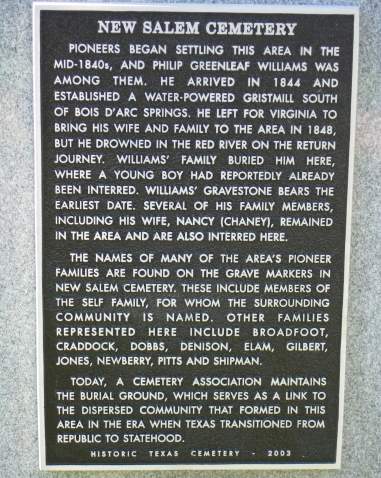 NEW SALEM CEMETERY
PIONEERS BEGAN SETTLING THIS AREA IN THE
MID-1840s, AND PHILIP GREENLEAF WILLIAMS WAS
AMONG THEM. HE ARRIVED IN 1844 AND
ESTABLISHED A WATER-POWERED GRISTMILL SOUTH
OF BOIS D'ARC SPRINGS. HE LEFT FOR VIRGINIA TO
BRING HIS WIFE AND FAMILY TO THE AREA IN 1848,
BUT HE DROWNED IN THE RED RIVER ON THE RETURN
JOURNEY. WILLIAMS' FAMILY BURIED HIM HERE,
WHERE A YOUNG BOY HAD REPORTEDLY ALREADY
BEEN INTERRED. WILLIAMS' GRAVESTONE BEARS THE
EARLIEST DATE. SEVERAL OF HIS FAMILY MEMBERS,
INCLUDING HIS WIFE, NANCY (CHANEY), REMAINED
IN THE AREA AND ARE ALSO INTERRED HERE.
THE NAMES OF MANY OF THE AREA'S PIONEER
FAMILIES ARE FOUND ON THE GRAVE MARKERS IN
NEW SALEM CEMETERY. THESE INCLUDE MEMBERS OF
THE SELF FAMILY, FOR WHOM THE SURROUNDING
COMMUNITY IS NAMED. OTHER FAMILIES
REPRESENTED HERE INCLUDE BROADFOOT,
CRADDOCK, DOBBS, DENISON, ELAM, GILBERT,
JONES, NEWBERRY, PITTS AND SHIPMAN.
TODAY, A CEMETERY ASSOCIATION MAINTAINS
THE BURIAL GROUND, WHICH SERVES AS A LINK TO
THE DISPERSED COMMUNITY THAT FORMED IN THIS
AREA IN THE ERA WHEN TEXAS TRANSITIONED FROM
REPUBLIC TO STATEHOOD.
HISTORIC TEXAS CEMETERY - 2003